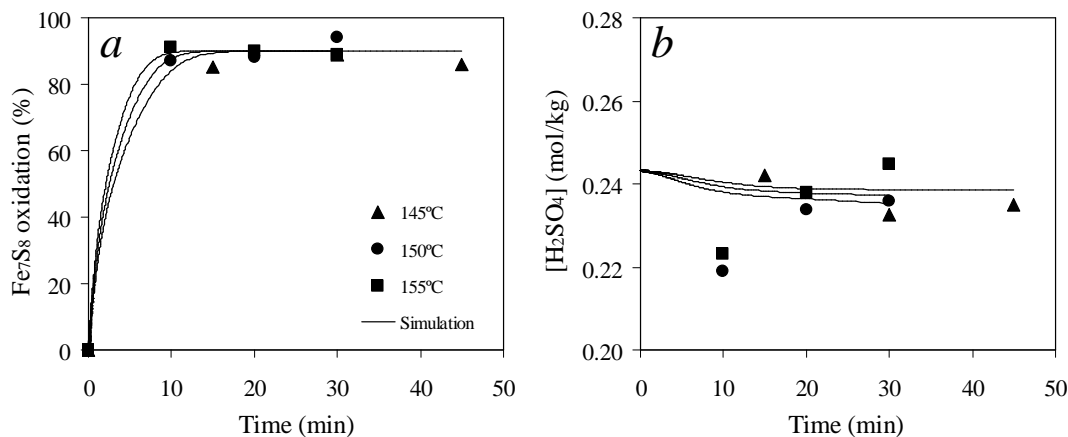 a
Fe₇S₈ oxidation (%)
100
80
60
40
20
0
145ºC
150ºC
155ºC
Simulation
0 10 20 30 40 50
Time (min)
b
[H₂SO₄] (mol/kg)
0.28
0.26
0.24
0.22
0.20
0 10 20 30 40 50
Time (min)